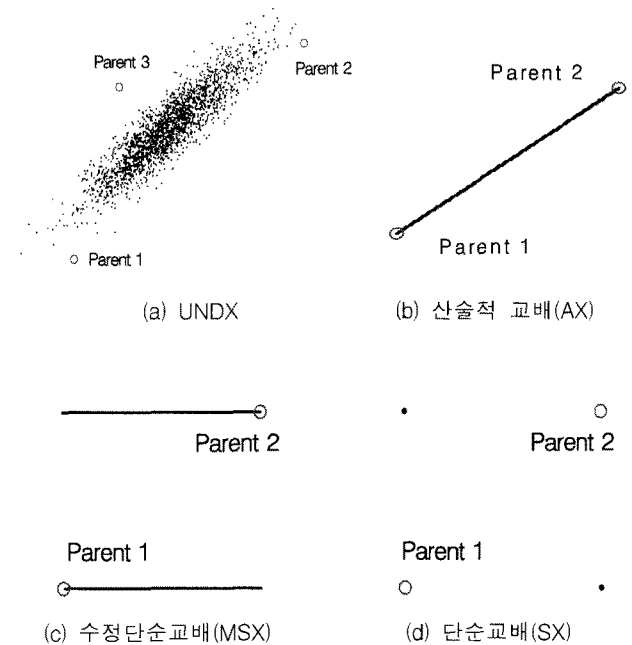 Parent 3
Parent 2
Parent 1
(a) UNDX
Parent 2
Parent 1
(b) 산술적 교배(AX)
Parent 2
Parent 1
(c) 수정단순교배(MSX)
Parent 2
Parent 1
(d) 단순교배(SX)